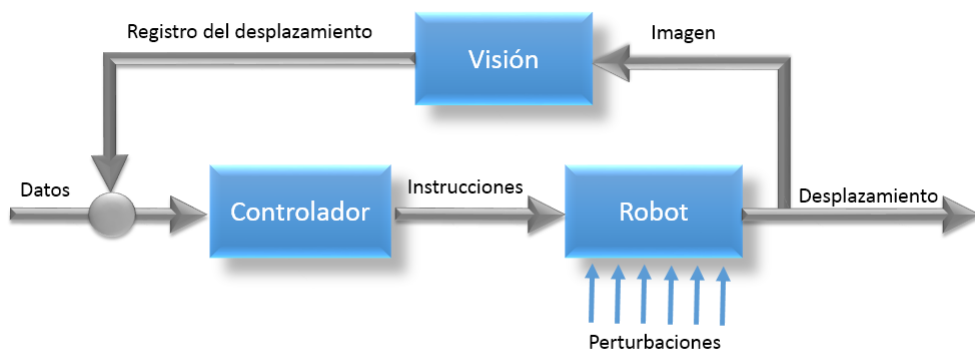 Registro del desplazamiento
Visión
Imagen
Datos
Controlador
Instrucciones
Robot
Desplazamiento
Perturbaciones